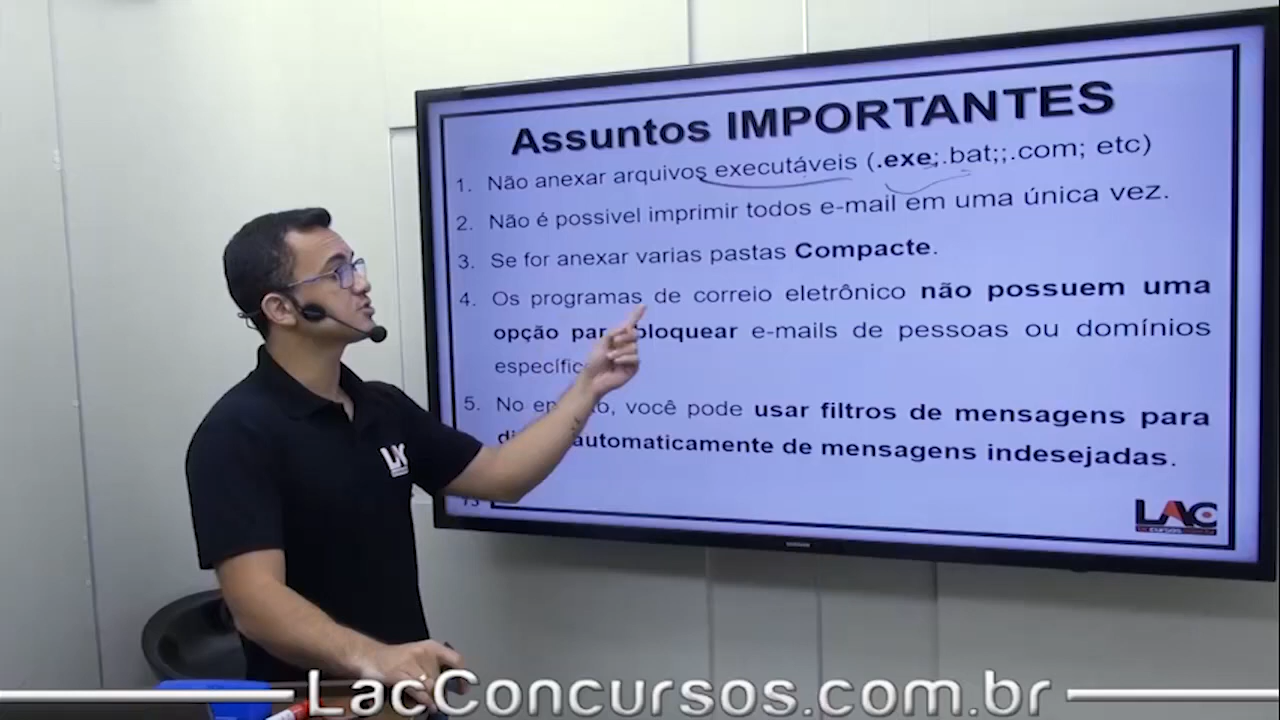 Assuntos IMPORTANTES
1. Não anexar arquivos executáveis (.exe;.bat;;.com; etc)
2. Não é possivel imprimir todos e-mail em uma única vez.
3. Se for anexar varias pastas Compacte.
4. Os programas de correio eletrônico não possuem uma
opção bloquear e-mails de pessoas ou domínios
5. No você pode usar filtros de mensagens para
automaticamente de mensagens indesejadas.
LAC
LAC
LacConcursos.com.br